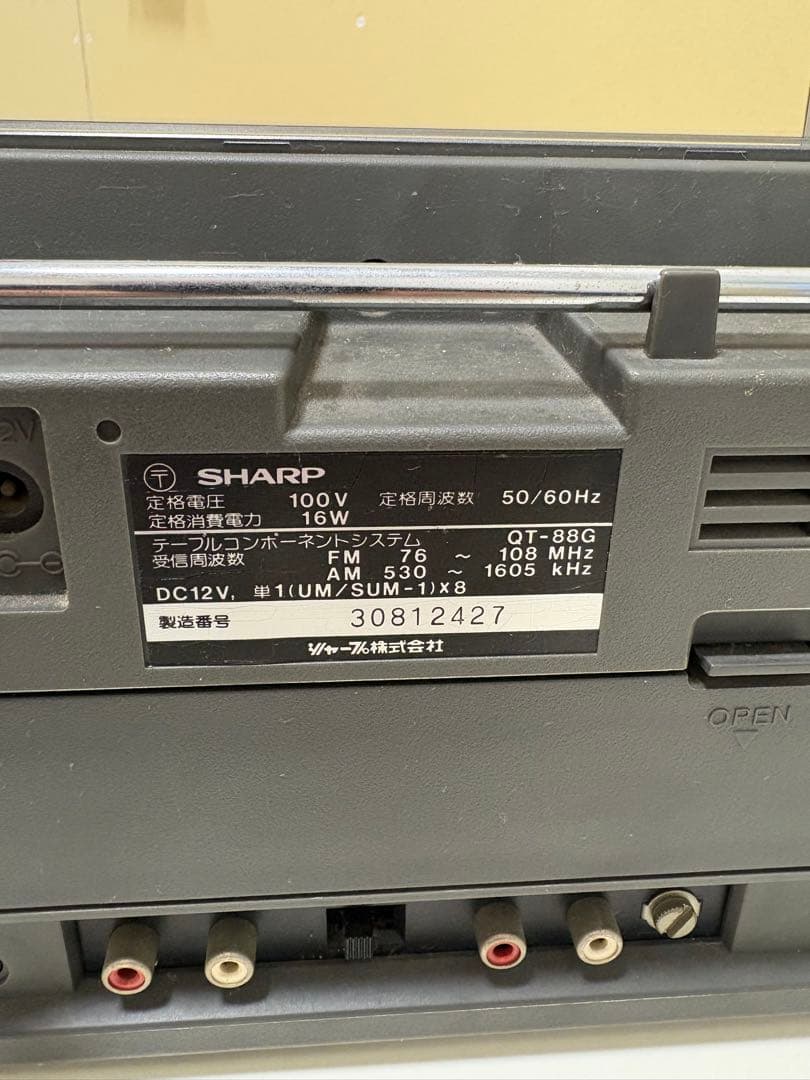 2V
〒 SHARP
定格電圧 100V 定格周波数 50/60Hz
定格消費電力 16W
テーブルコンポーネントシステム QT-88G
受信周波数 FM 76 ～ 108 MHz
AM 530 ～ 1605 kHz
DC12V, 単1(UM/SUM-1)X8
製造番号 30812427
シャープ株式会社
OPEN